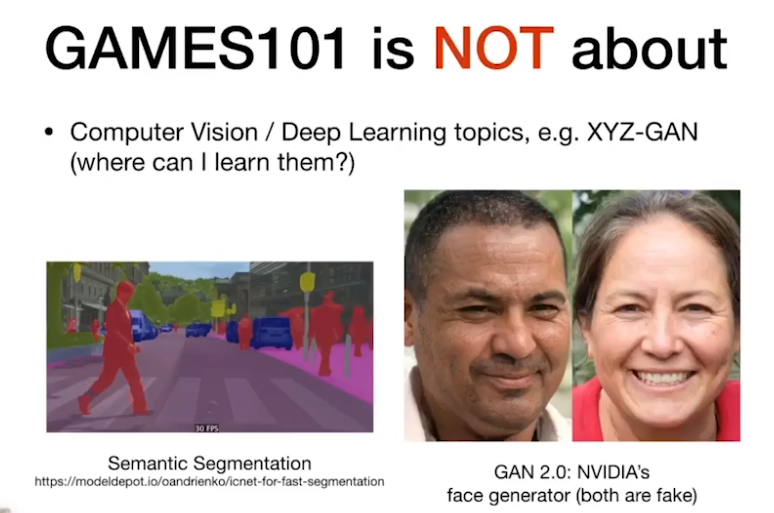 GAMES101 is NOT about
• Computer Vision / Deep Learning topics, e.g. XYZ-GAN
(where can I learn them?)
30 FPS
Semantic Segmentation
https://modeldepot.io/oandrienko/icnet-for-fast-segmentation
GAN 2.0: NVIDIA's
face generator (both are fake)